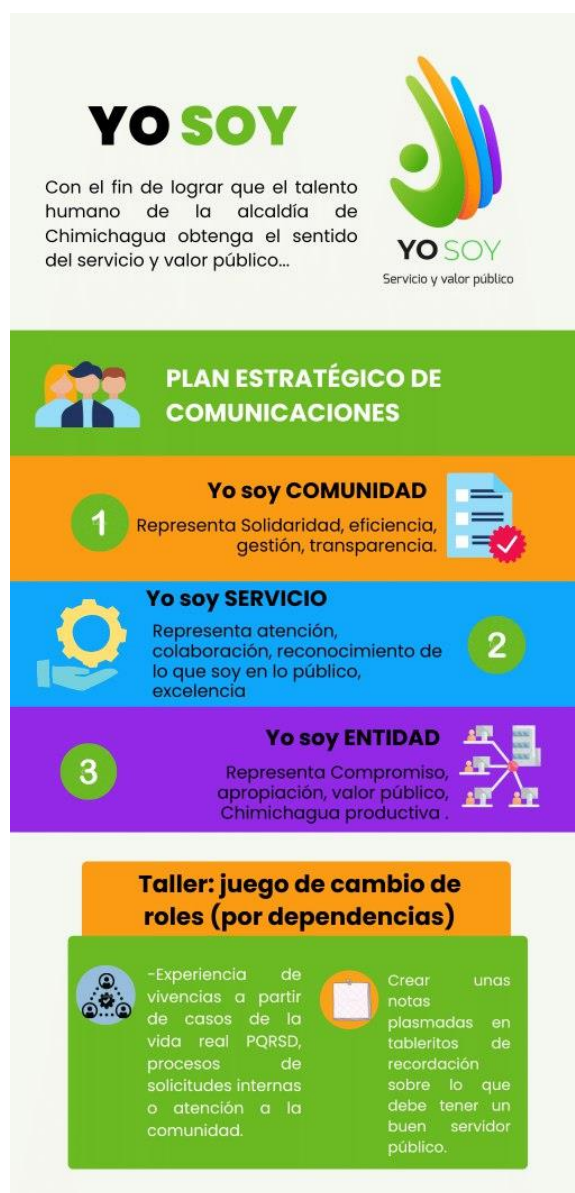 YO SOY
Con el fin de lograr que el talento
humano de la alcaldía de
Chimichagua obtenga el sentido
del servicio y valor público...
YO SOY
Servicio y valor público
PLAN ESTRATÉGICO DE
COMUNICACIONES
1
Yo soy COMUNIDAD
Representa Solidaridad, eficiencia,
gestión, transparencia.
Yo soy SERVICIO
Representa atención,
colaboración, reconocimiento de
lo que soy en lo público,
excelencia
2
3
Yo soy ENTIDAD
Representa Compromiso,
apropiación, valor público,
Chimichagua productiva .
Taller: juego de cambio de
roles (por dependencias)
-Experiencia de
vivencias a partir
de casos de la
vida real PQRSD,
procesos de
solicitudes internas
o atención a la
comunidad.
Crear unas
notas
plasmadas en
tableritos de
recordación
sobre lo que
debe tener un
buen servidor
público.